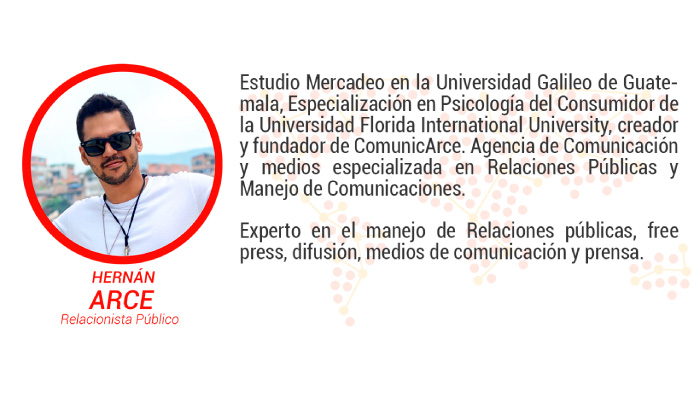 Estudio Mercadeo en la Universidad Galileo de Guate-
mala, Especialización en Psicología del Consumidor de
la Universidad Florida International University, creador
y fundador de ComunicArce. Agencia de Comunicación
y medios especializada en Relaciones Públicas y
Manejo de Comunicaciones.
Experto en el manejo de Relaciones públicas, free
press, difusión, medios de comunicación y prensa.
HERNÁN
ARCE
Relacionista Público